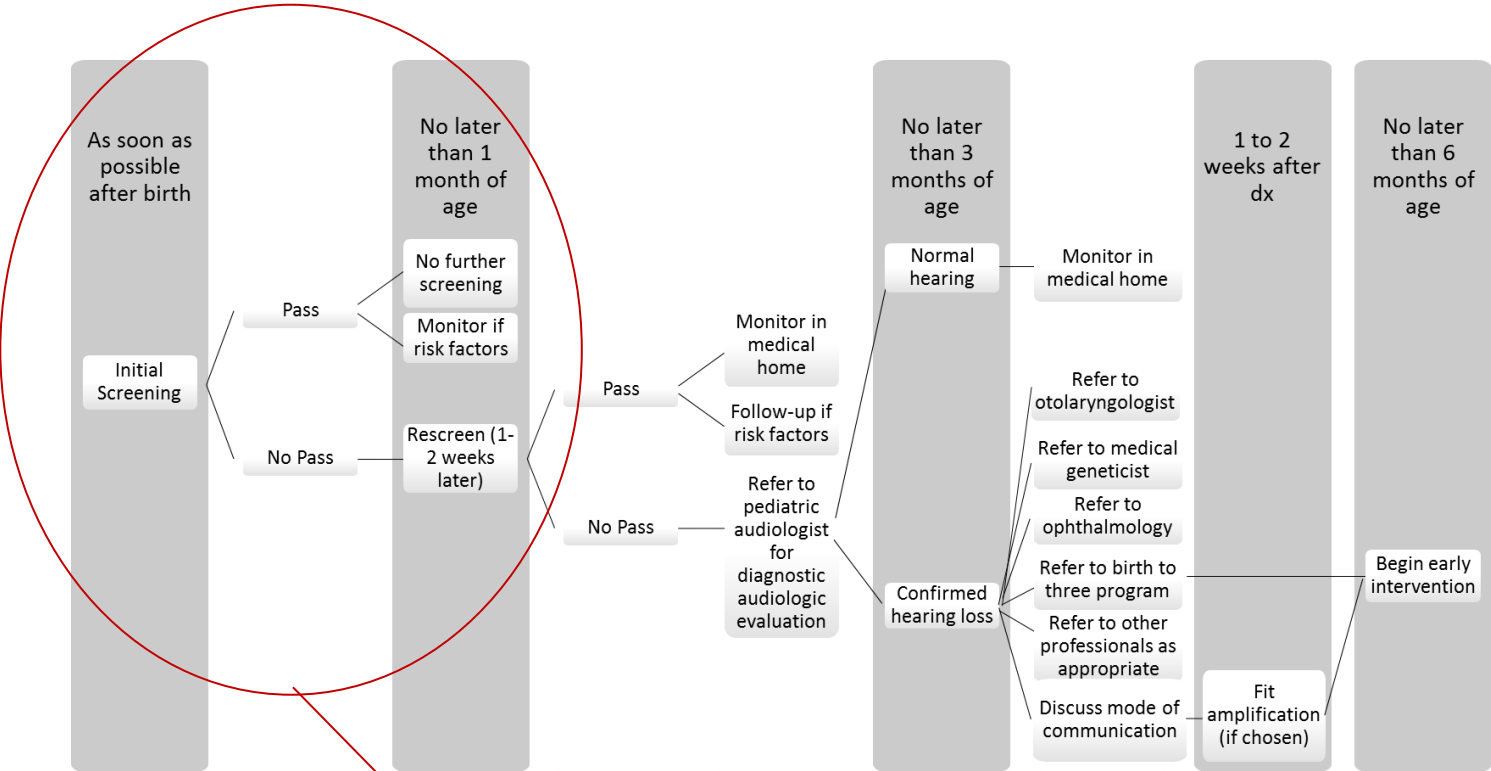 As soon as
possible
after birth
No later
than 1
month of
age
No later
than 3
months of
age
1 to 2
weeks after
dx
No later
than 6
months of
age
Initial
Screening
Pass
No Pass
No further
screening
Monitor if
risk factors
Rescreen (1-
2 weeks
later)
Pass
No Pass
Monitor in
medical
home
Follow-up if
risk factors
Refer to
pediatric
audiologist
for
diagnostic
audiologic
evaluation
Normal
hearing
Confirmed
hearing loss
Monitor in
medical home
Refer to
otolaryngologist
Refer to medical
geneticist
Refer to
ophthalmology
Refer to birth to
three program
Refer to other
professionals as
appropriate
Discuss mode of
communication
Fit
amplification
(if chosen)
Begin early
intervention